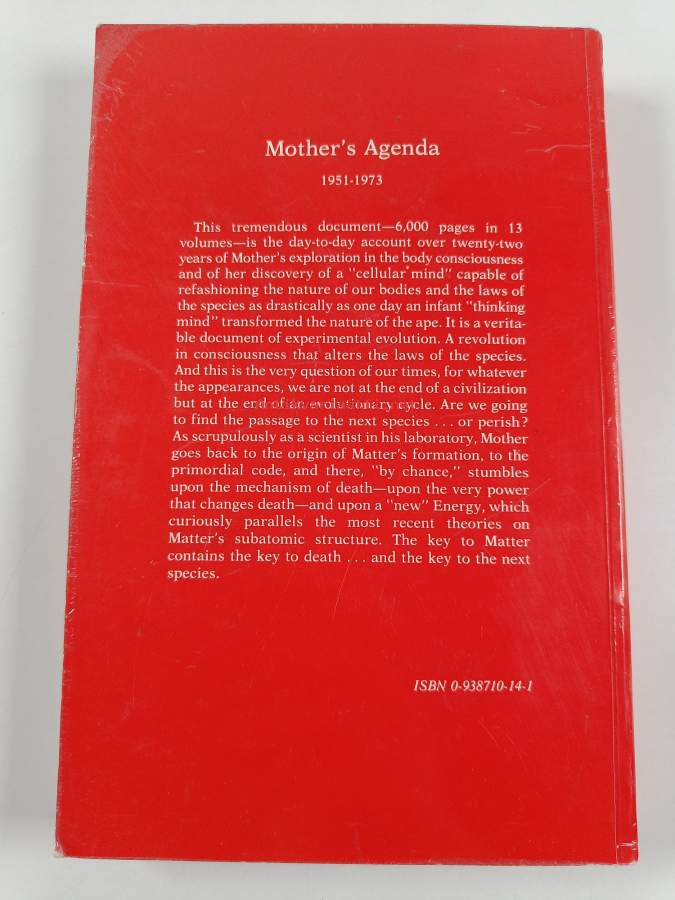 Mother's Agenda
1951-1973
This tremendous document—6,000 pages in 13
volumes—is the day-to-day account over twenty-two
years of Mother's exploration in the body consciousness
and of her discovery of a "cellular mind" capable of
refashioning the nature of our bodies and the laws of
the species as drastically as one day an infant "thinking
mind" transformed the nature of the ape. It is a verita-
ble document of experimental evolution. A revolution
in consciousness that alters the laws of the species.
And this is the very question of our times, for whatever
the appearances, we are not at the end of a civilization
but at the end of an evolutionary cycle. Are we going
to find the passage to the next species . . . or perish?
As scrupulously as a scientist in his laboratory, Mother
goes back to the origin of Matter's formation, to the
primordial code, and there, "by chance," stumbles
upon the mechanism of death—upon the very power
that changes death—and upon a "new" Energy, which
curiously parallels the most recent theories on
Matter's subatomic structure. The key to Matter
contains the key to death . . . and the key to the next
species.
ISBN 0-938710-14-1